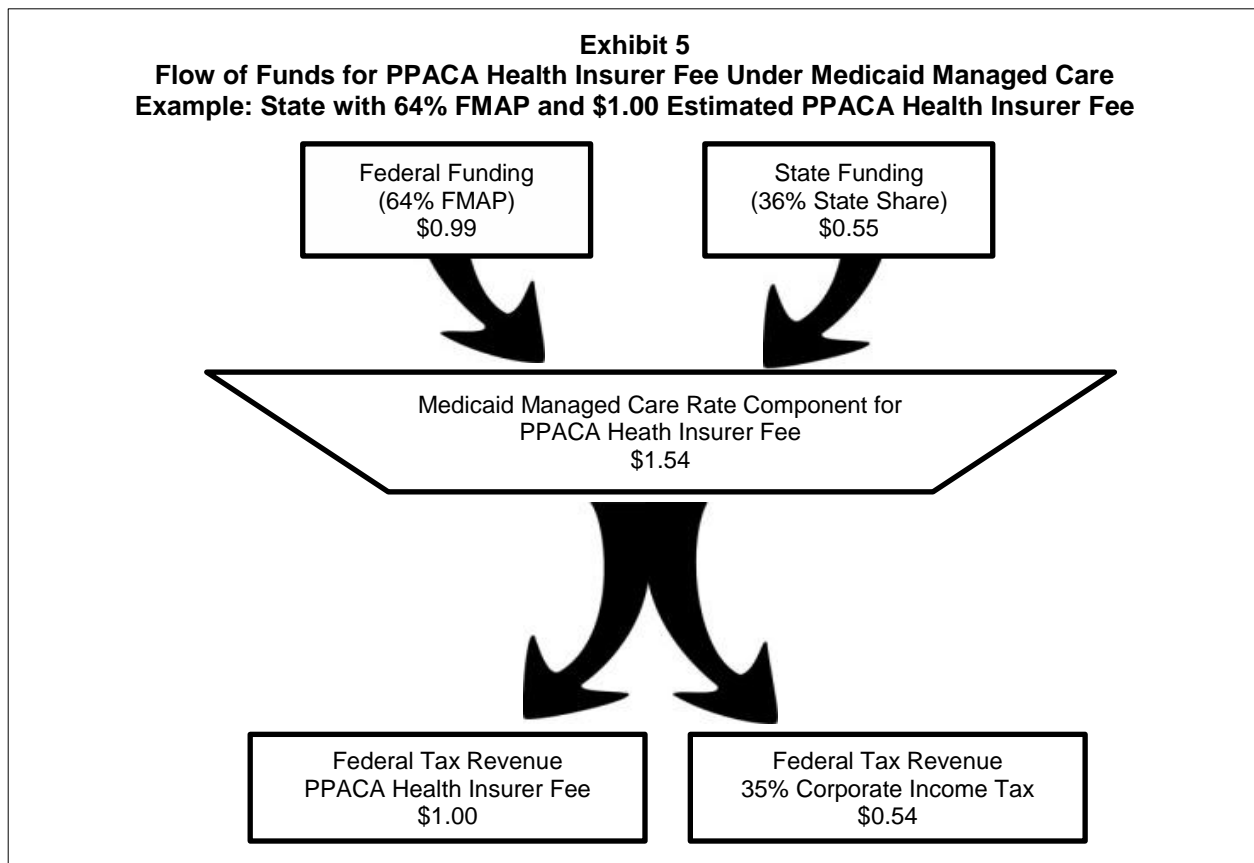 Exhibit 5
Flow of Funds for PPACA Health Insurer Fee Under Medicaid Managed Care
Example: State with 64% FMAP and $1.00 Estimated PPACA Health Insurer Fee
Federal Funding
(64% FMAP)
$0.99
State Funding
(36% State Share)
$0.55
Medicaid Managed Care Rate Component for
PPACA Heath Insurer Fee
$1.54
Federal Tax Revenue
PPACA Health Insurer Fee
$1.00
Federal Tax Revenue
35% Corporate Income Tax
$0.54